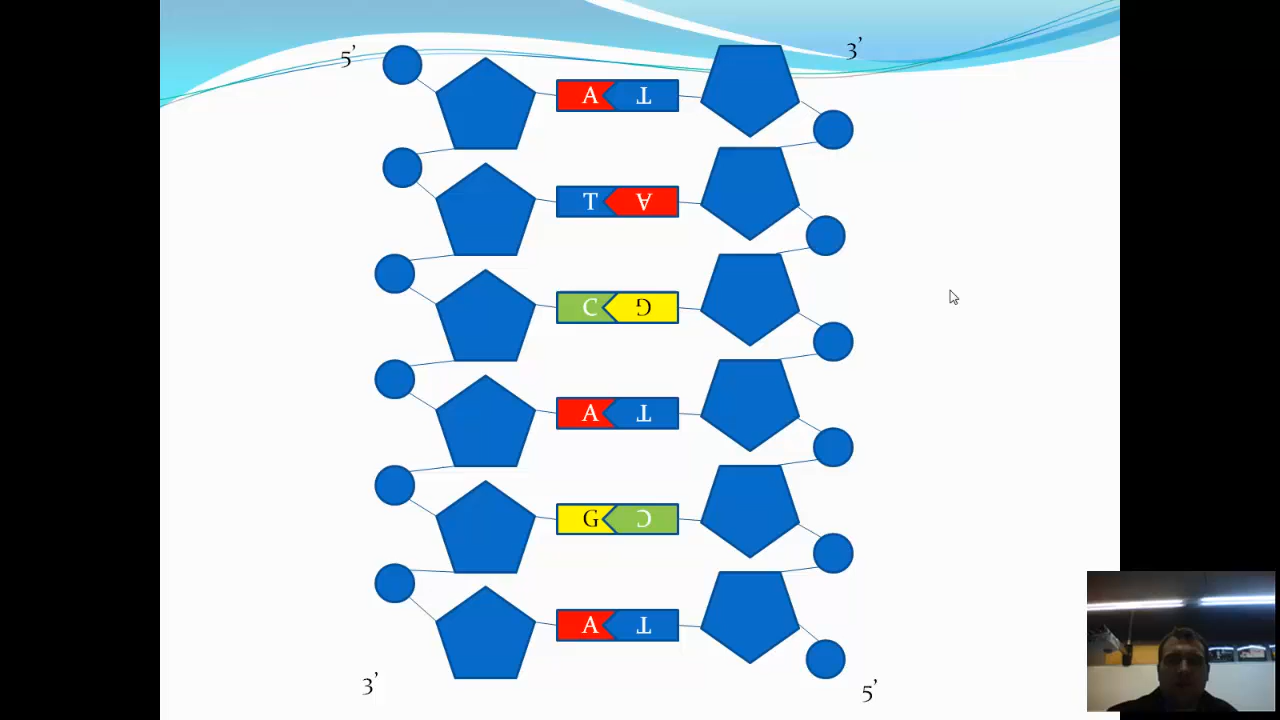 5’ 3’
A T
T A
C G
A T
G C
A T
3’ 5’